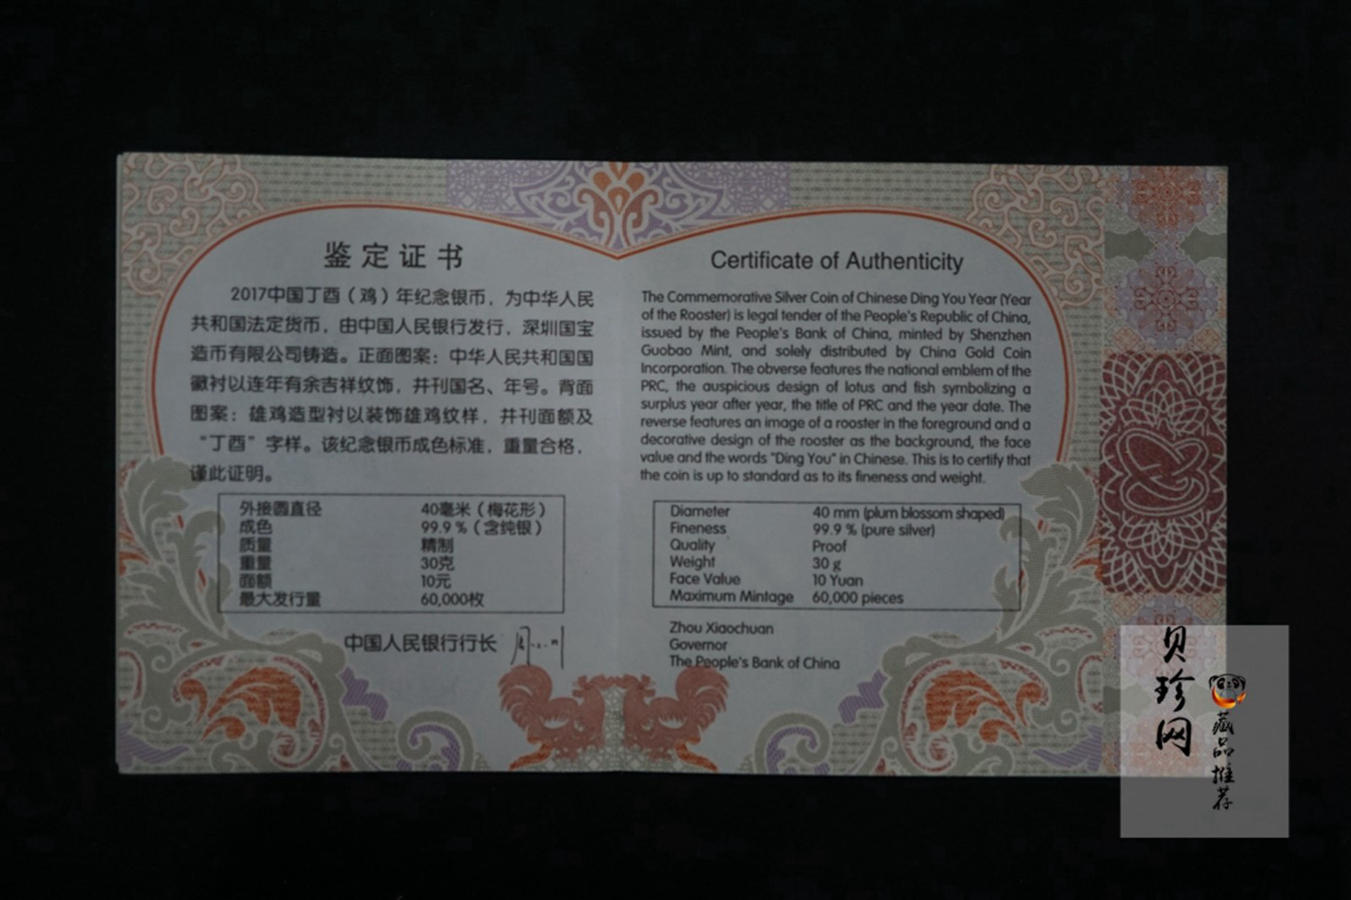 鉴定证书
2017中国丁酉（鸡）年纪念银币，为中华人民
共和国法定货币，由中国人民银行发行，深圳国宝
造币有限公司铸造。正面图案：中华人民共和国国
徽衬以连年有余吉祥纹饰，并刊国名、年号。背面
图案：雄鸡造型衬以装饰雄鸡纹样，并刊面额及
“丁酉”字样。该纪念银币成色标准，重量合格，
谨此证明。
外接圆直径 40毫米（梅花形）
成色 99.9 %（含纯银）
质量 精制
重量 30克
面额 10元
最大发行量 60,000枚
中国人民银行行长
Certificate of Authenticity
The Commemorative Silver Coin of Chinese Ding You Year (Year
of the Rooster) is legal tender of the People's Republic of China,
issued by the People's Bank of China, minted by Shenzhen
Guobao Mint, and solely distributed by China Gold Coin
Incorporation. The obverse features the national emblem of the
PRC, the auspicious design of lotus and fish symbolizing a
surplus year after year, the title of PRC and the year date. The
reverse features an image of a rooster in the foreground and a
decorative design of the rooster as the background, the face
value and the words "Ding You" in Chinese. This is to certify that
the coin is up to standard as to its fineness and weight.
Diameter 40 mm (plum blossom shaped)
Fineness 99.9 % (pure silver)
Quality Proof
Weight 30 g
Face Value 10 Yuan
Maximum Mintage 60,000 pieces
Zhou Xiaochuan
Governor
The People's Bank of China
贝珍网
藏品推荐